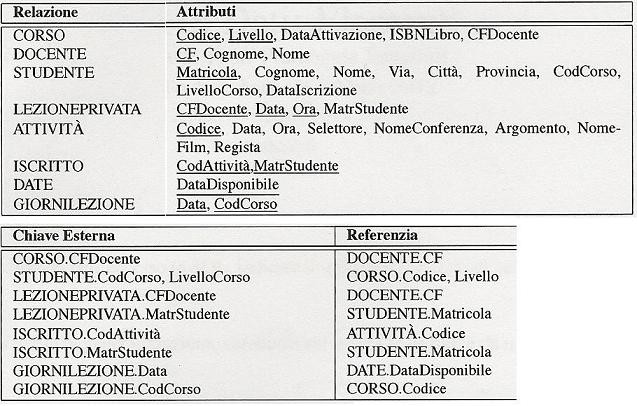 Relazione Attributi
CORSO Codice, Livello, DataAttivazione, ISBNLibro, CFDocente
DOCENTE CF, Cognome, Nome
STUDENTE Matricola, Cognome, Nome, Via, Città, Provincia, CodCorso,
LivelloCorso, DataIscrizione
LEZIONEPRIVATA CFDocente, Data, Ora, MatrStudente
ATTIVITÀ Codice, Data, Ora, Selettore, NomeConferenza, Argomento, Nome-
Film, Regista
ISCRITTO CodAttività,MatrStudente
DATE DataDisponibile
GIORNILEZIONE Data, CodCorso
Chiave Esterna Referenzia
CORSO.CFDocente DOCENTE.CF
STUDENTE.CodCorso, LivelloCorso CORSO.Codice, Livello
LEZIONEPRIVATA.CFDocente DOCENTE.CF
LEZIONEPRIVATA.MatrStudente STUDENTE.Matricola
ISCRITTO.CodAttività ATTIVITÀ.Codice
ISCRITTO.MatrStudente STUDENTE.Matricola
GIORNILEZIONE.Data DATE.DataDisponibile
GIORNILEZIONE.CodCorso CORSO.Codice